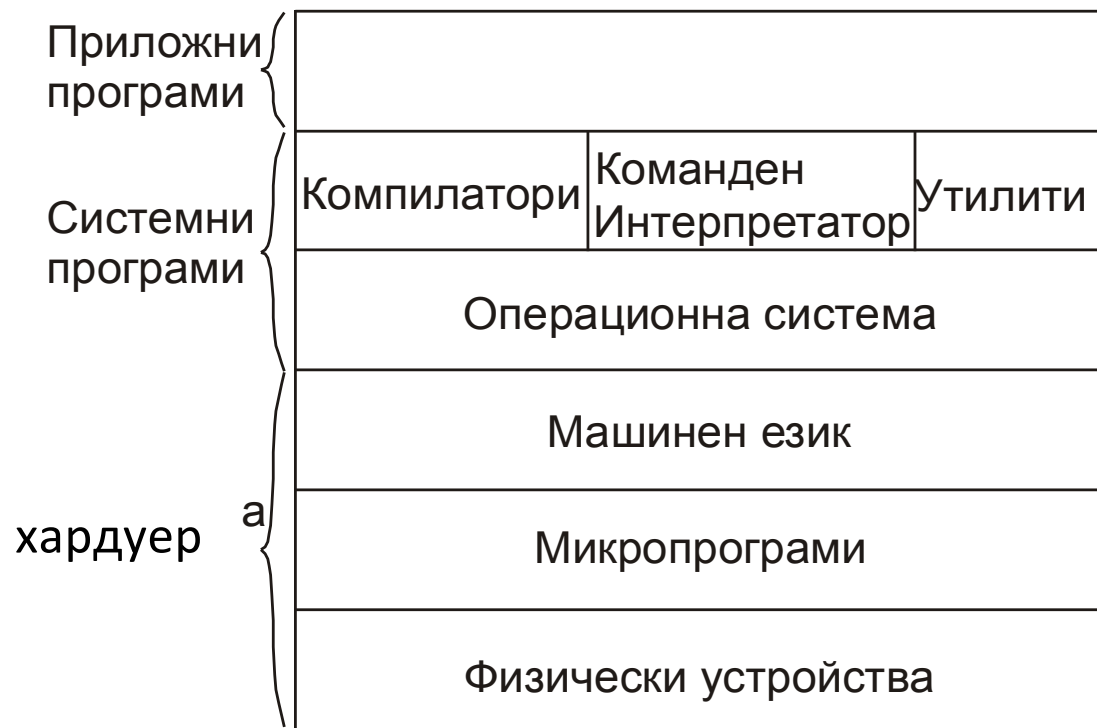 Приложни
програми
Компилатори
Команден
Интерпретатор
Утилити
Системни
програми
Операционна система
Машинен език
а
хардуер
Микропрограми
Физически устройства